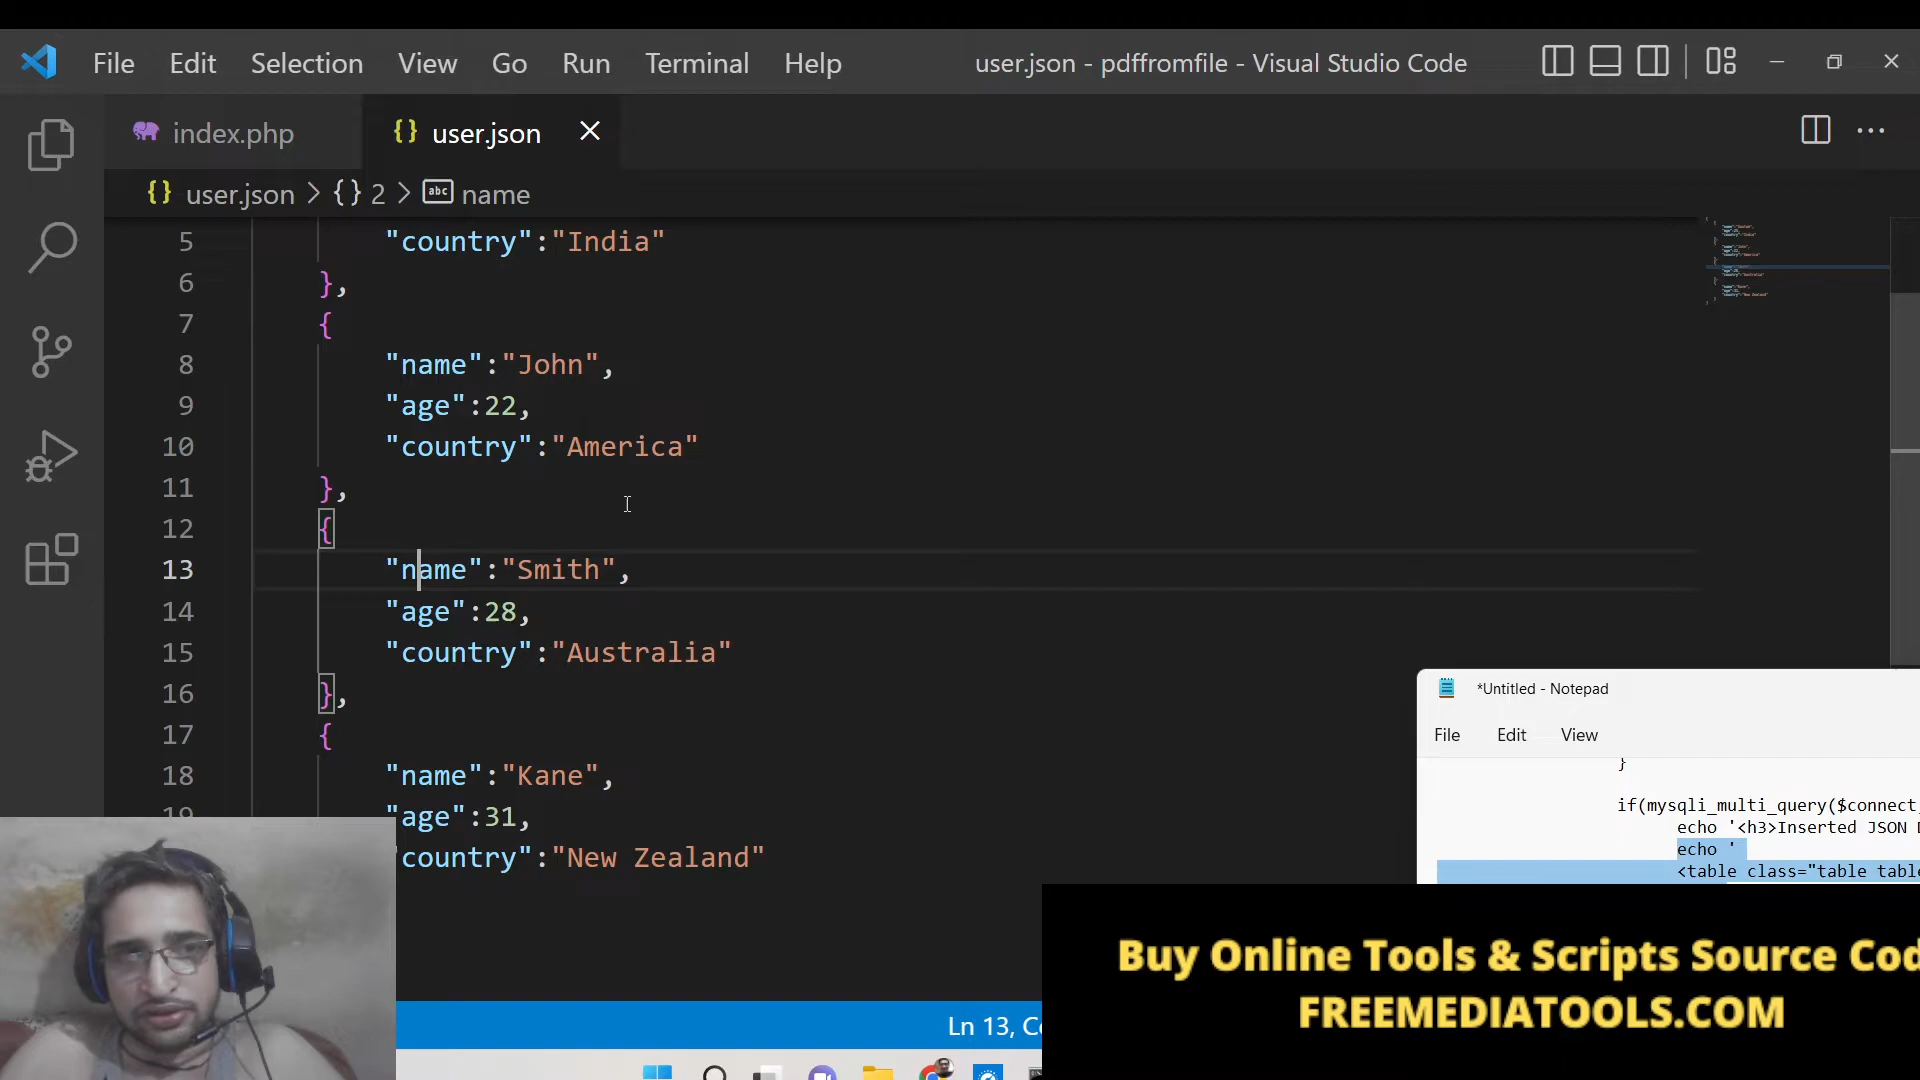 File Edit Selection View Go Run Terminal Help user.json - pdffromfile - Visual Studio Code
index.php user.json
user.json > {} 2 > abc name
5 "country":"India"
6 },
7 {
8 "name":"John",
9 "age":22,
10 "country":"America"
11 },
12 {
13 "name":"Smith",
14 "age":28,
15 "country":"Australia"
16 },
17 {
18 "name":"Kane",
19 "age":31,
country":"New Zealand"
Ln 13,
*Untitled - Notepad
File Edit View
}
if(mysqli_multi_query($connect,
echo '<h3>Inserted JSON
echo '
<table class="table table
Buy Online Tools & Scripts Source Cod
FREEMEDIATOOLS.COM